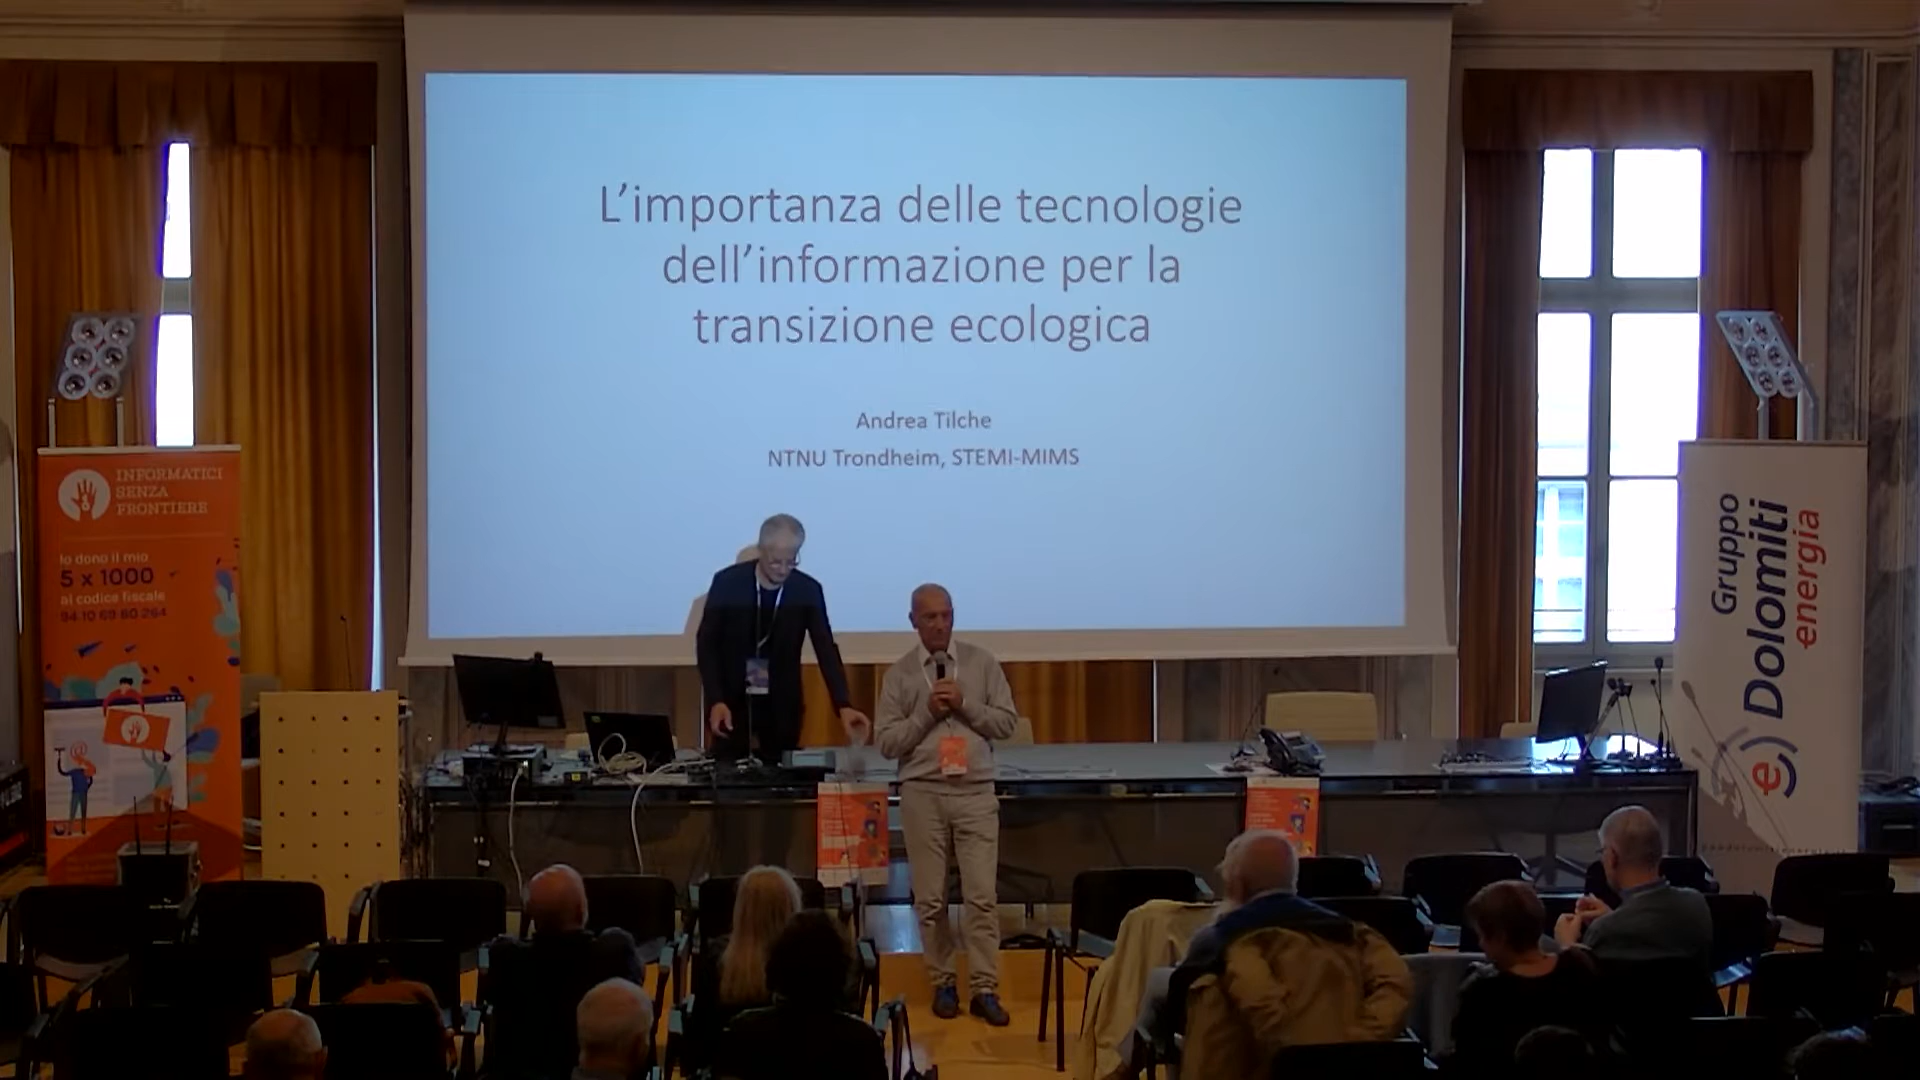 L'importanza delle tecnologie
dell'informazione per la
transizione ecologica
Andrea Tilche
NTNU Trondheim, STEMI-MIMS
INFORMATICI
SENZA
FRONTIERE
Io dono il mio
5 x 1000
al codice fiscale
94 10 69 60 264
Gruppo
Dolomiti
energia